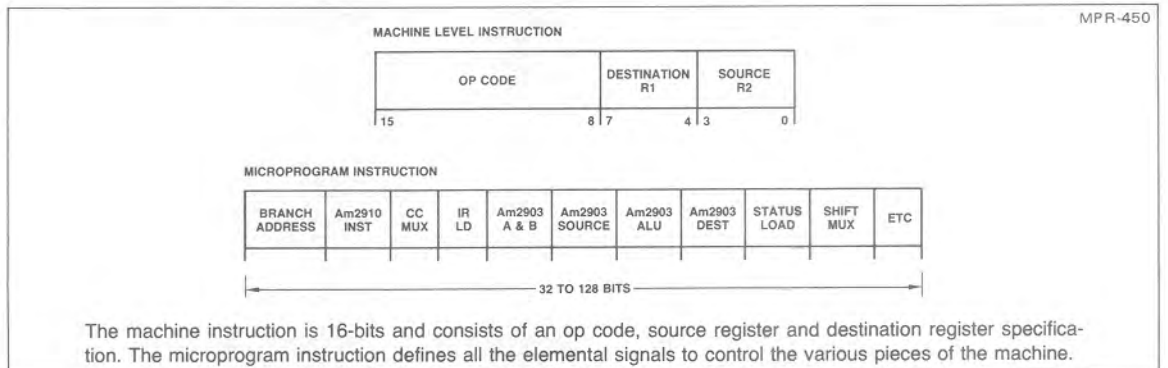 MPR-450
MACHINE LEVEL INSTRUCTION
OP CODE
DESTINATION
R1
SOURCE
R2
15
8
7
4
3
0
MICROPROGRAM INSTRUCTION
BRANCH
ADDRESS
Am2910
INST
CC
MUX
IR
LD
Am2903
A & B
Am2903
SOURCE
Am2903
ALU
Am2903
DEST
STATUS
LOAD
SHIFT
MUX
ETC
32 TO 128 BITS
The machine instruction is 16-bits and consists of an op code, source register and destination register specifica-
tion. The microprogram instruction defines all the elemental signals to control the various pieces of the machine.